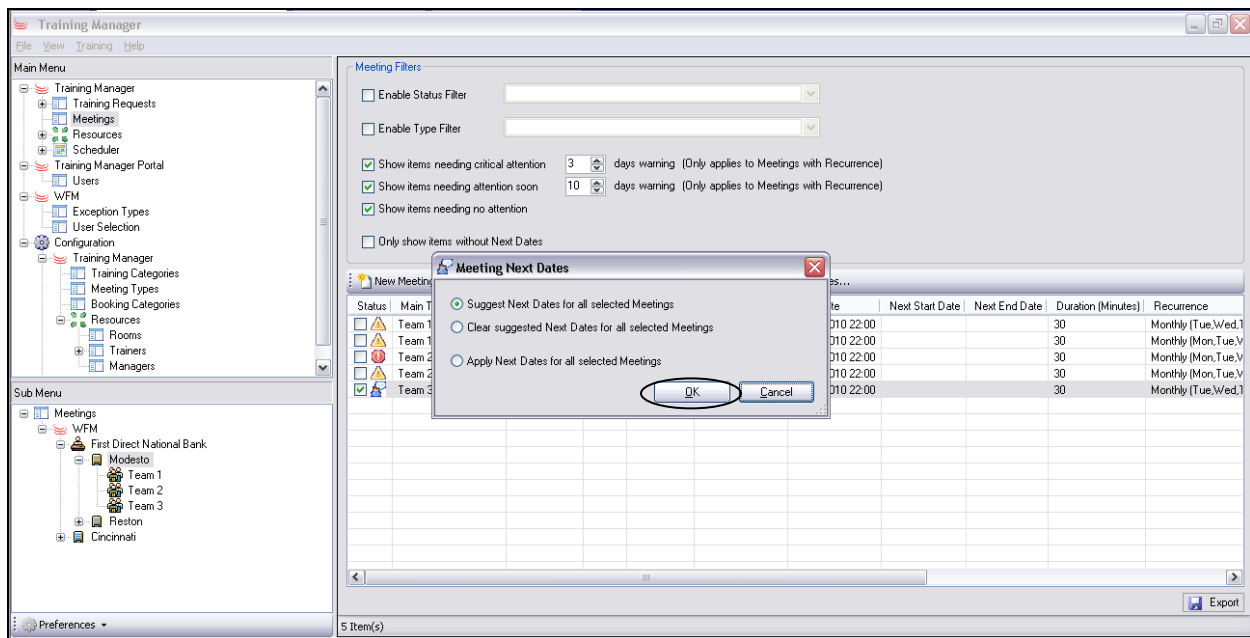 Training Manager
File View Training Help
Main Menu
Training Manager
Training Requests
Meetings
Resources
Scheduler
Training Manager Portal
Users
WFM
Exception Types
User Selection
Configuration
Training Manager
Training Categories
Meeting Types
Booking Categories
Resources
Rooms
Trainers
Managers
Sub Menu
Meetings
WFM
First Direct National Bank
Modesto
Team 1
Team 2
Team 3
Reston
Cincinnati
Preferences
Meeting Filters
Enable Status Filter
Enable Type Filter
Show items needing critical attention 3 days warning (Only applies to Meetings with Recurrence)
Show items needing attention soon 10 days warning (Only applies to Meetings with Recurrence)
Show items needing no attention
Only show items without Next Dates
New Meeting
Status Main T Next Start Date Next End Date Duration (Minutes) Recurrence
Team 1 010 22:00 30 Monthly (Tue,Wed,T
Team 1 010 22:00 30 Monthly (Mon,Tue,W
Team 2 010 22:00 30 Monthly (Mon,Tue,W
Team 2 010 22:00 30 Monthly (Mon,Tue,W
Team 3 010 22:00 30 Monthly (Tue,Wed,T
Meeting Next Dates
Suggest Next Dates for all selected Meetings
Clear suggested Next Dates for all selected Meetings
Apply Next Dates for all selected Meetings
OK Cancel
Export
5 Item(s)